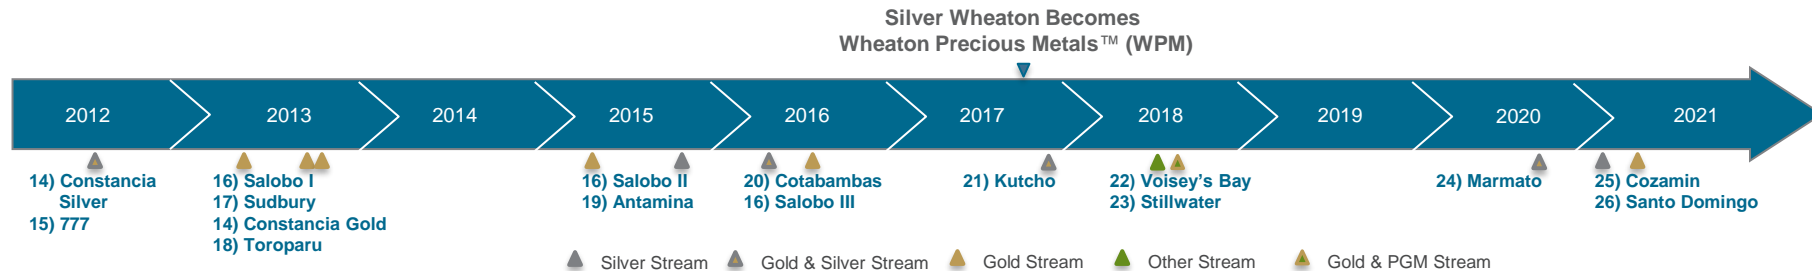 Silver Wheaton Becomes
Wheaton Precious Metals™ (WPM)
2012
2013
2014
2015
2016
2017
2018
2019
2020
2021
14) Constancia
Silver
15) 777
16) Salobo I
17) Sudbury
14) Constancia Gold
18) Toroparu
16) Salobo II
19) Antamina
20) Cotabambas
16) Salobo III
21) Kutcho
22) Voisey's Bay
23) Stillwater
24) Marmato
25) Cozamin
26) Santo Domingo
Silver Stream
Gold & Silver Stream
Gold Stream
Other Stream
Gold & PGM Stream